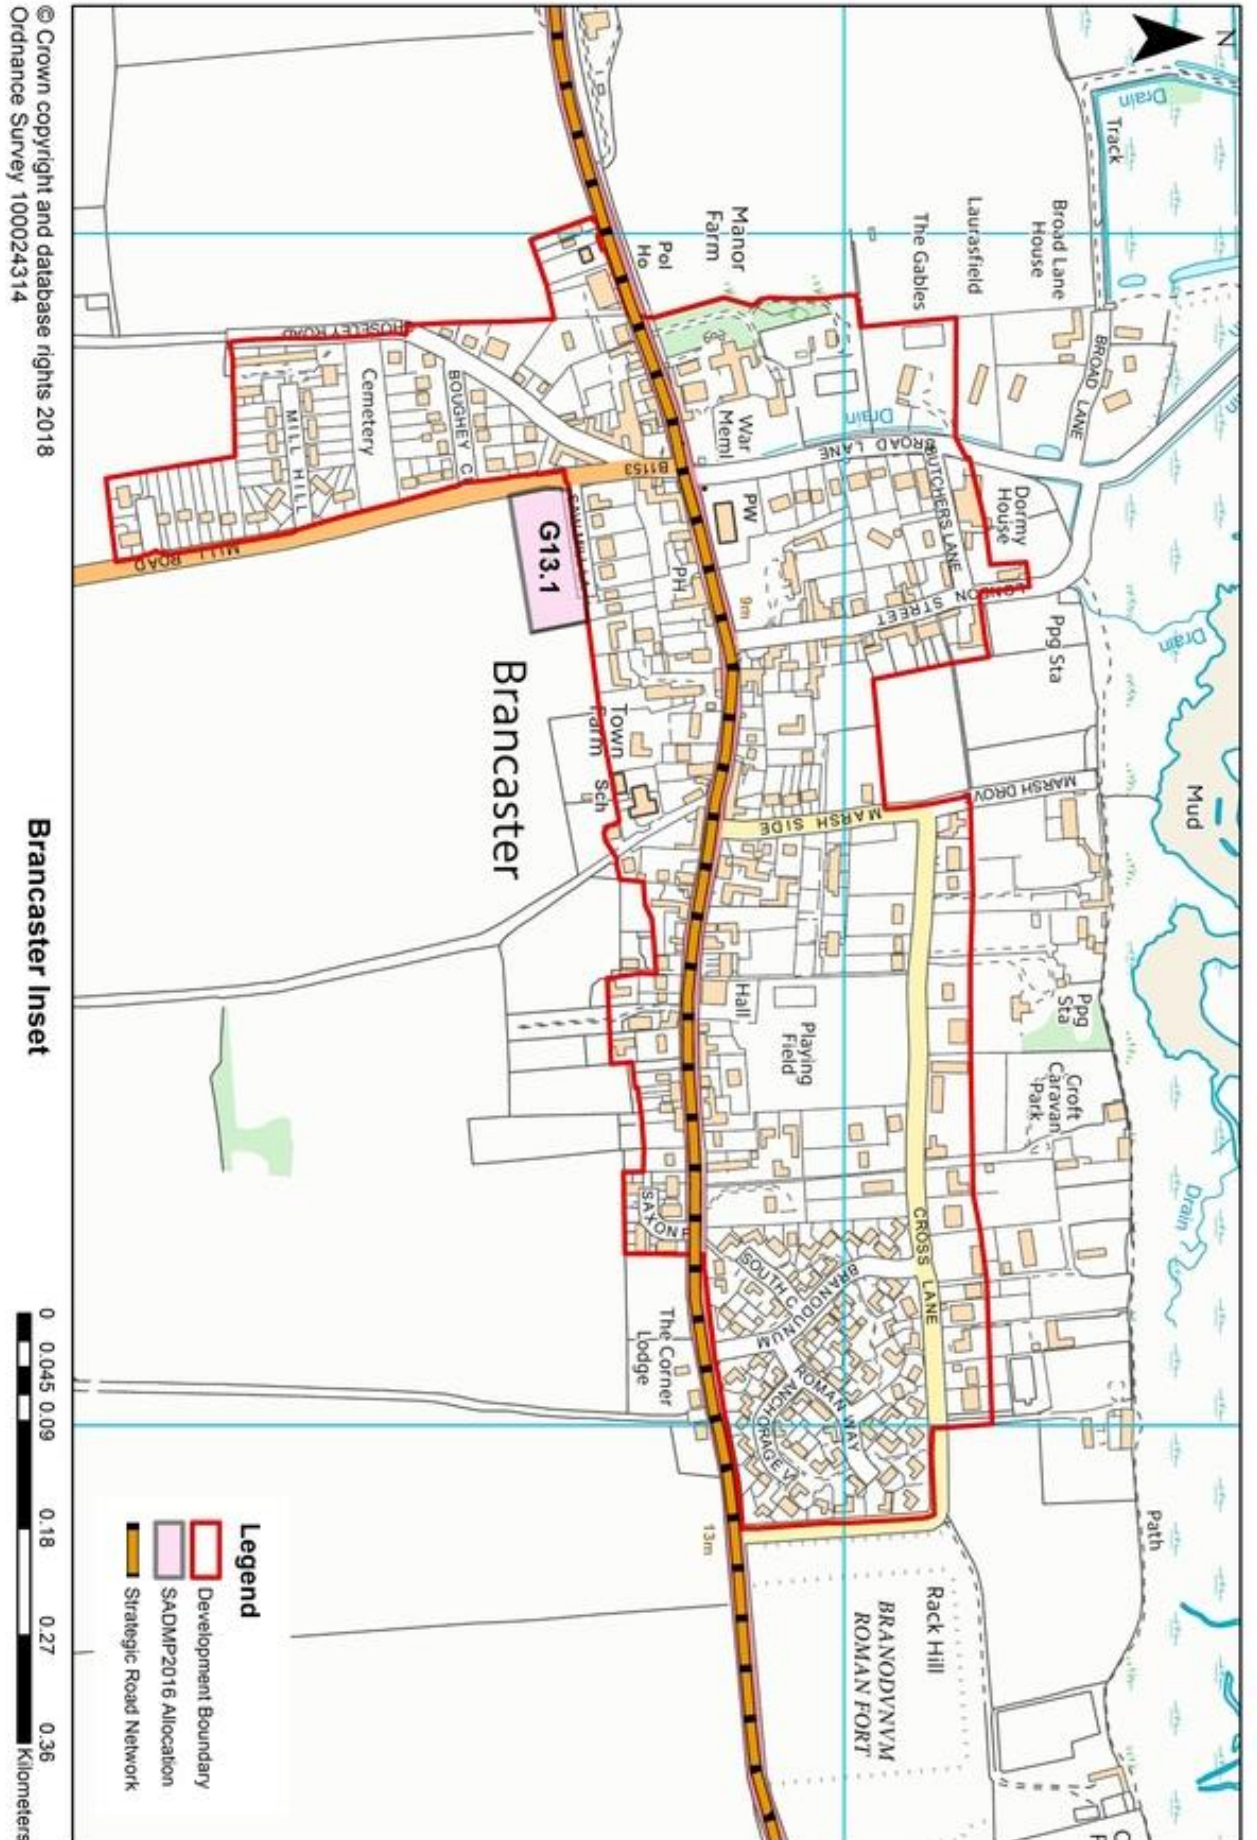 N
Drain
Track
Broad Lane
House
Laurasfield
The Gables
Manor
Farm
Pol
Ho
BROAD
LANE
Drain
BROAD LANE
War
Meml
BUTCHERS LANE
Dormy
House
PW
PH
9m
LONDON
STREET
Ppg Sta
Drain
Mud
MARSH DROV
MARSH SIDE
HOSELEY ROAD
Cemetery
BOUGHEY C
MILL HILL
B1153
MILL
ROAD
G13.1
Brancaster
Town
Farm
Sch
Hall
Playing
Field
Ppg
Sta
Croft
Caravan
Park
Drain
CROSS
LANE
SAXON F
SOUTH C
BRANODUNUM
ROMAN WAY
ANCHORAGE V
The Corner
Lodge
13m
Path
Rack Hill
BRANODVNVM
ROMAN FORT
Legend
Development Boundary
SADMP2016 Allocation
Strategic Road Network
© Crown copyright and database rights 2018
Ordnance Survey 100024314
Brancaster Inset
0 0.045 0.09 0.18 0.27 0.36
Kilometers